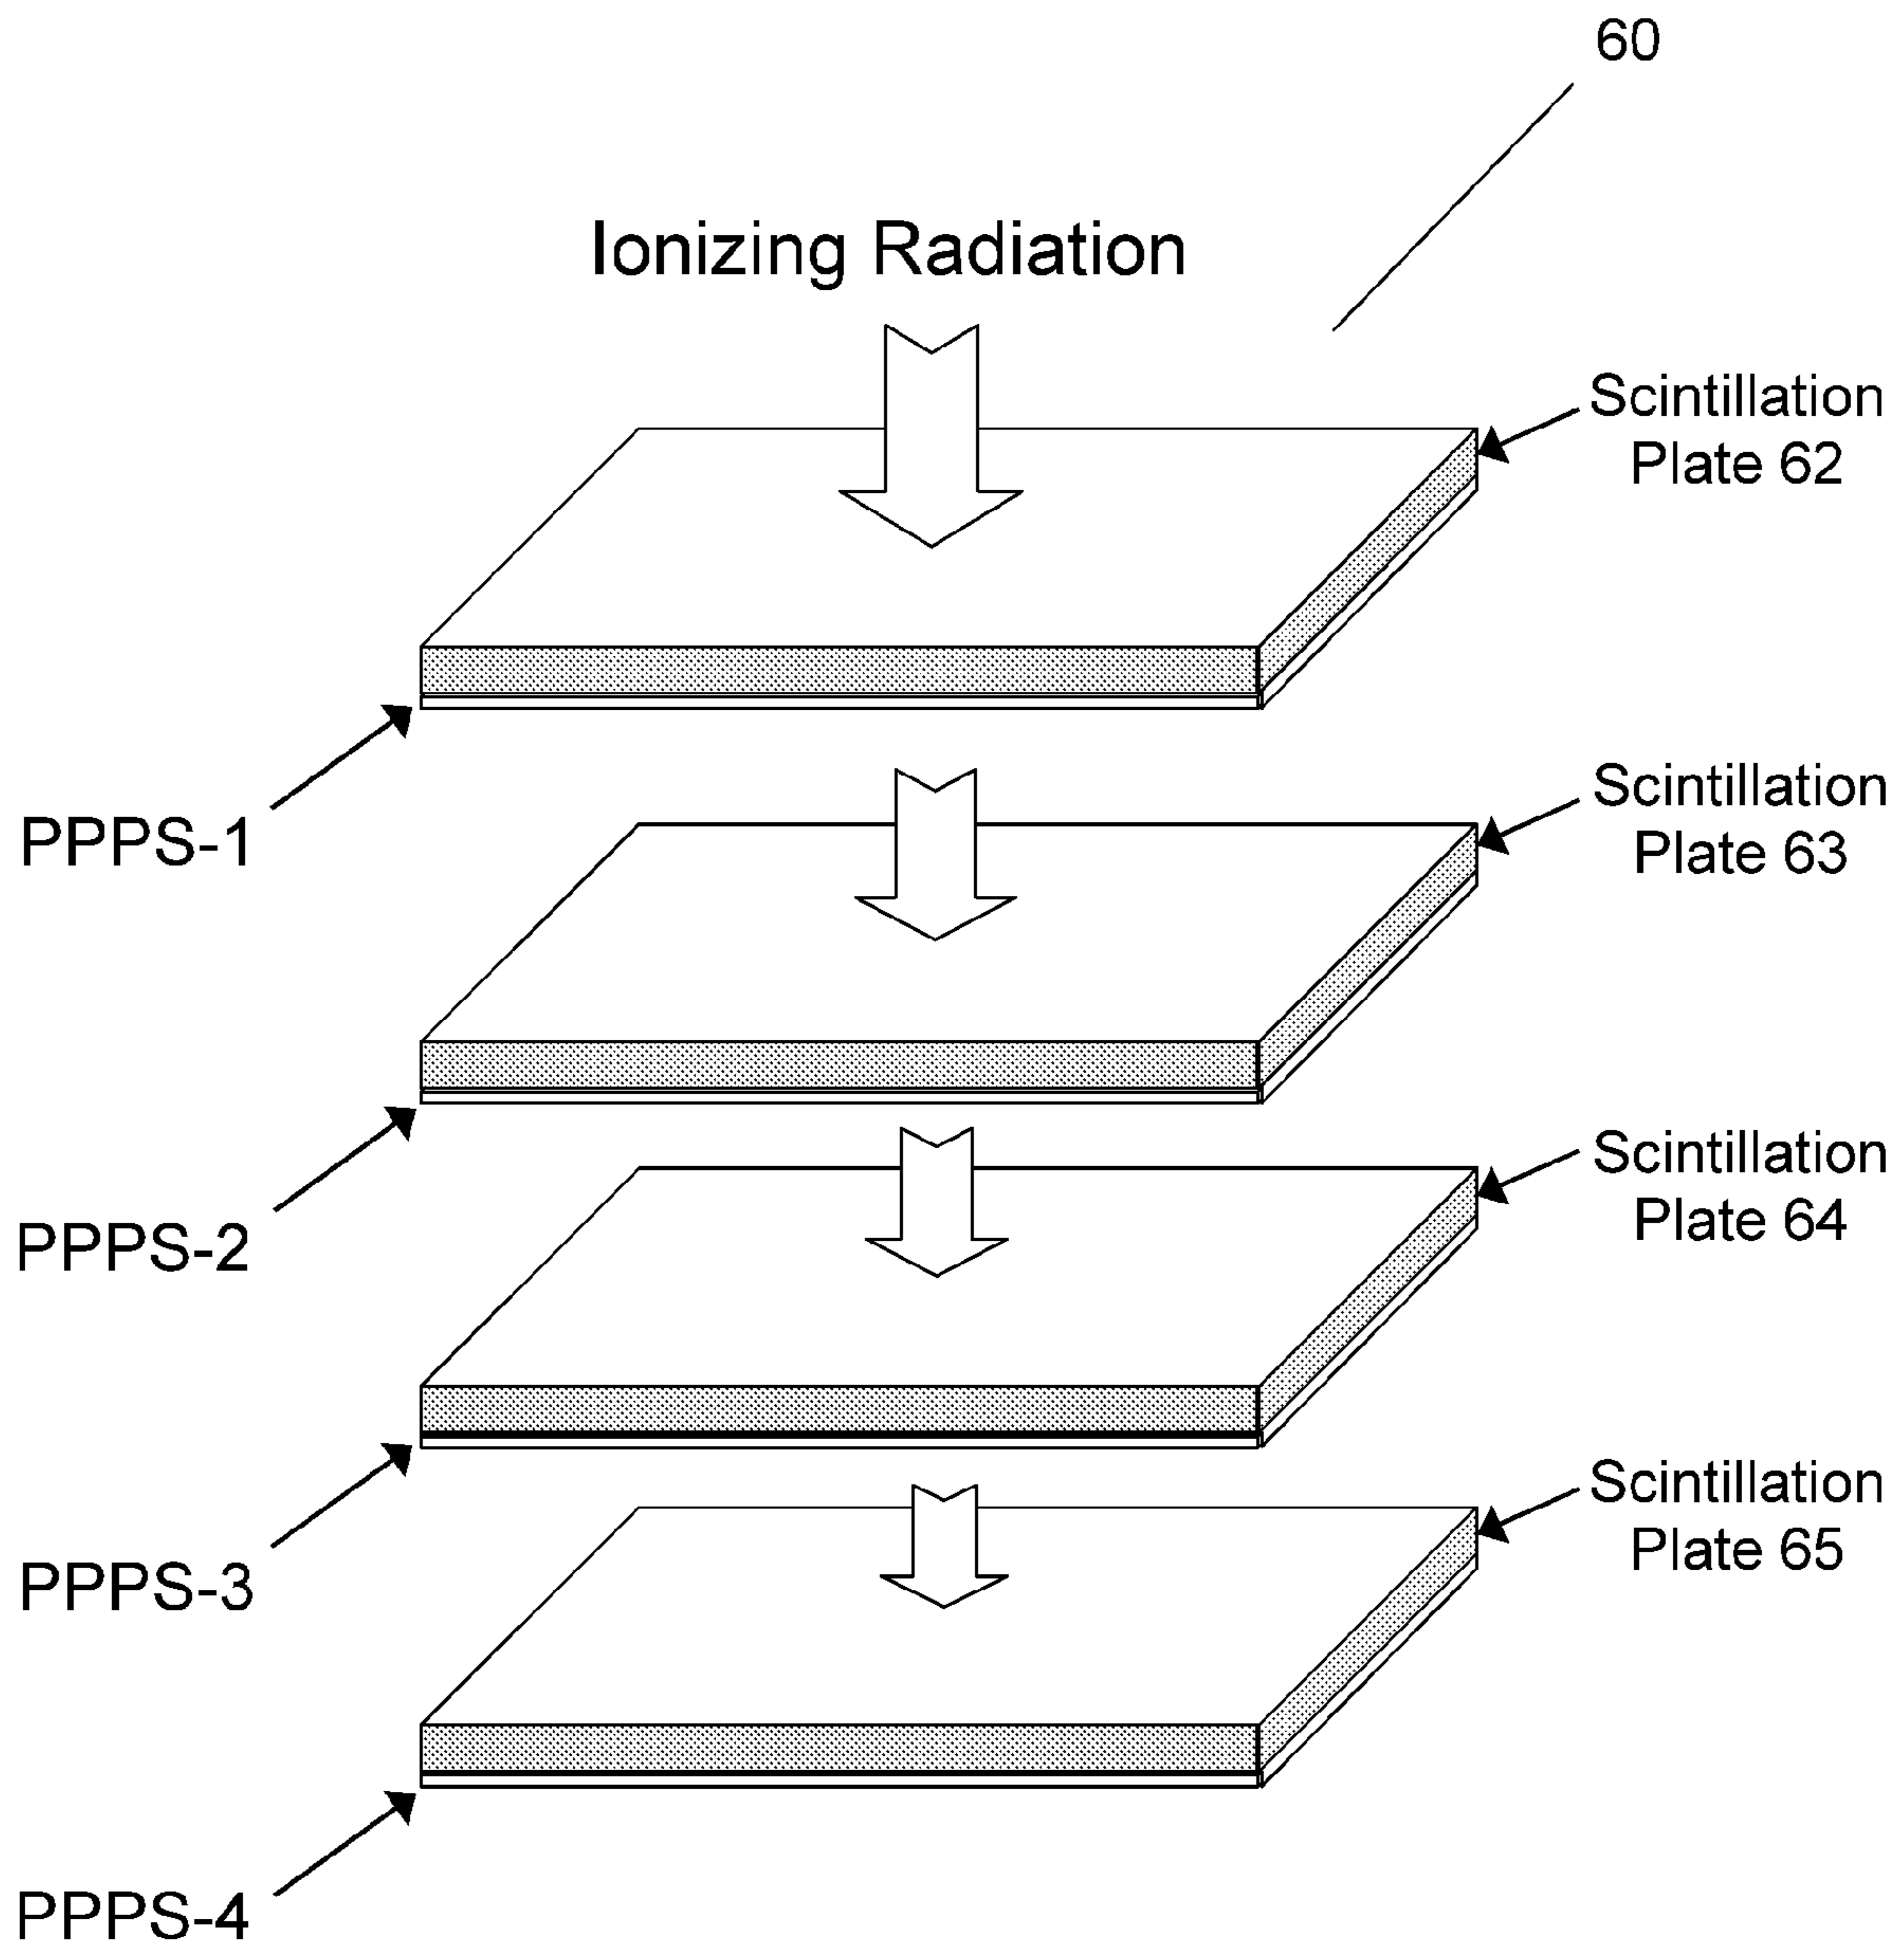 60
Ionizing Radiation
Scintillation
Plate 62
PPPS-1
Scintillation
Plate 63
PPPS-2
Scintillation
Plate 64
PPPS-3
Scintillation
Plate 65
PPPS-4